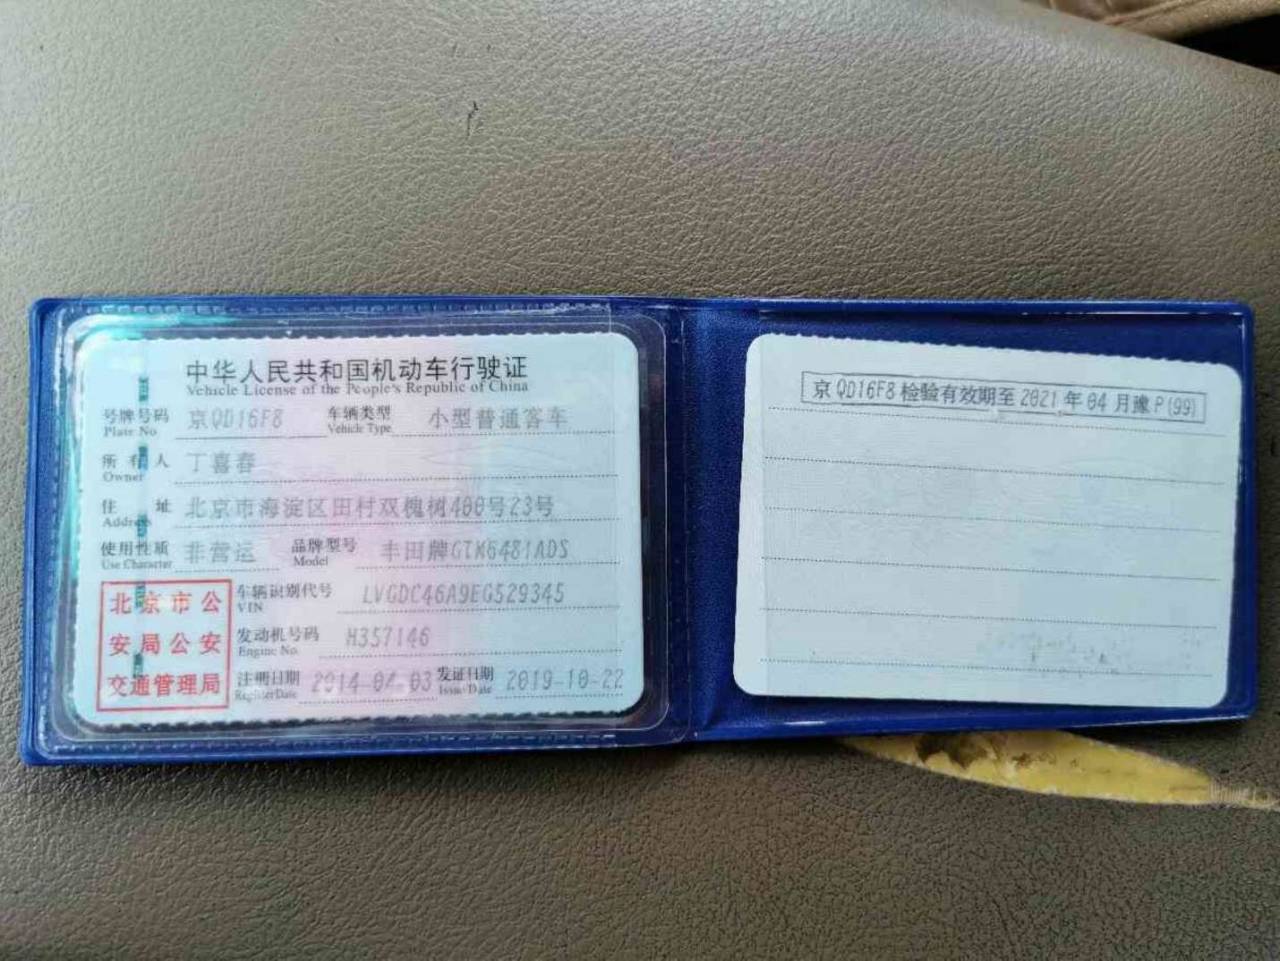 中华人民共和国机动车行驶证
Vehicle License of the People's Republic of China
号牌号码 京QD16F8 车辆类型 小型普通客车
Plate No. Vehicle Type
所有人 丁喜春
Owner
住址 北京市海淀区田村双槐树400号23号
Address
使用性质 非营运 品牌型号 丰田牌GTM6481ADS
Use Character Model
北京市公
安局公安
交通管理局
车辆识别代号 LVGDC46A9EG529345
VIN
发动机号码 H357146
Engine No.
注册日期 2014-04-03 发证日期 2019-10-22
Register Date Issue Date
京QD16F8检验有效期至2021年04月豫P(99)